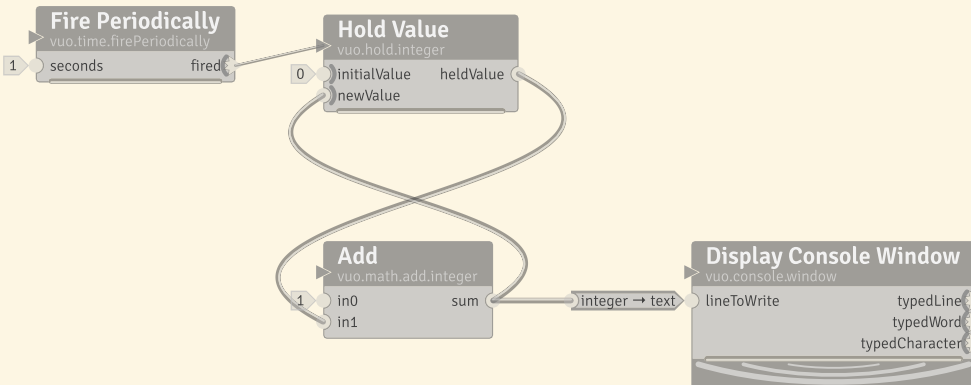 Fire Periodically
vuo.time.firePeriodically
1 seconds fired
Hold Value
vuo.hold.integer
0 initialValue heldValue
newValue
Add
vuo.math.add.integer
1 in0 sum
in1
integer → text
Display Console Window
vuo.console.window
lineToWrite typedLine
typedWord
typedCharacter